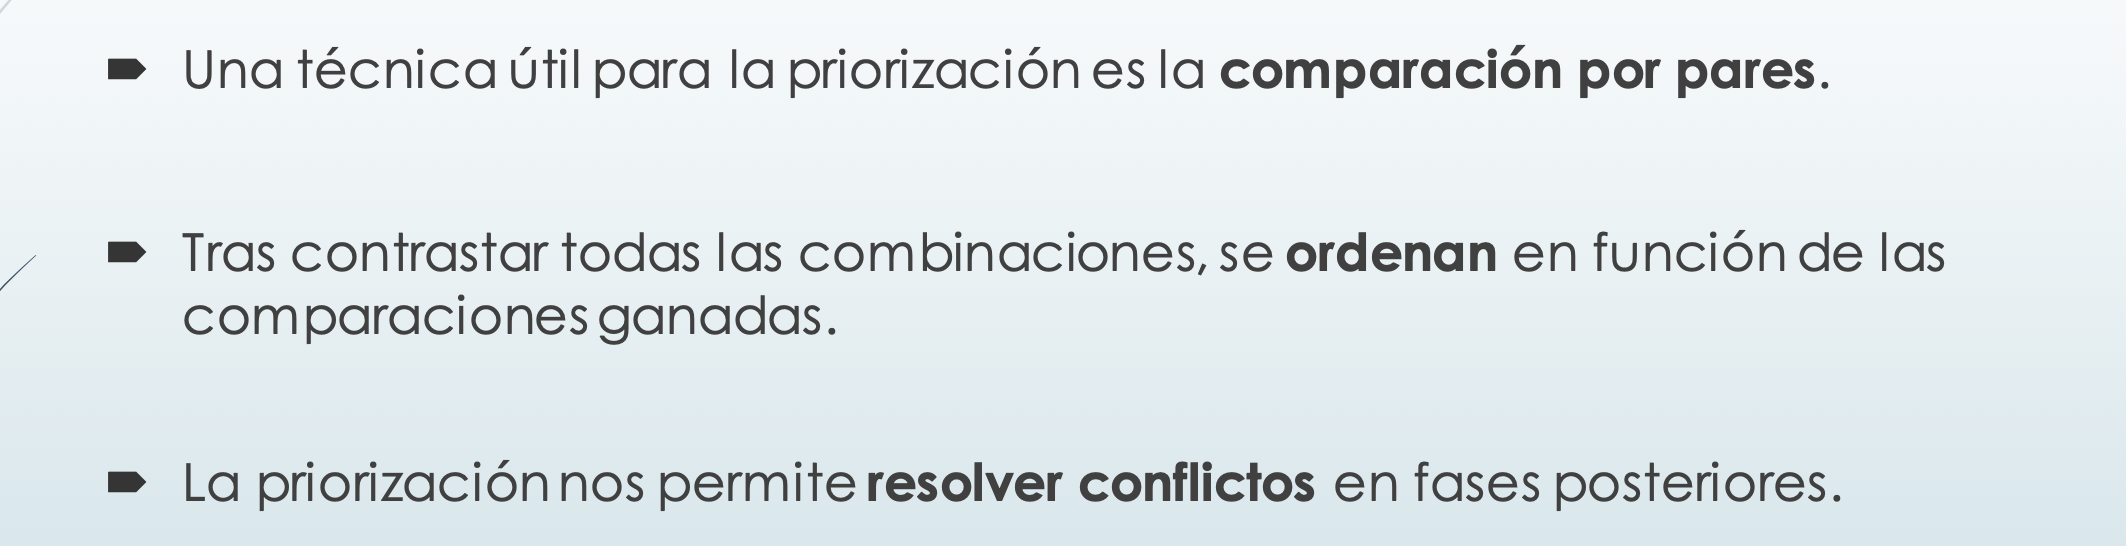 Una técnica útil para la priorización es la comparación por pares.
Tras contrastar todas las combinaciones, se ordenan en función de las
comparaciones ganadas.
La priorización nos permite resolver conflictos en fases posteriores.